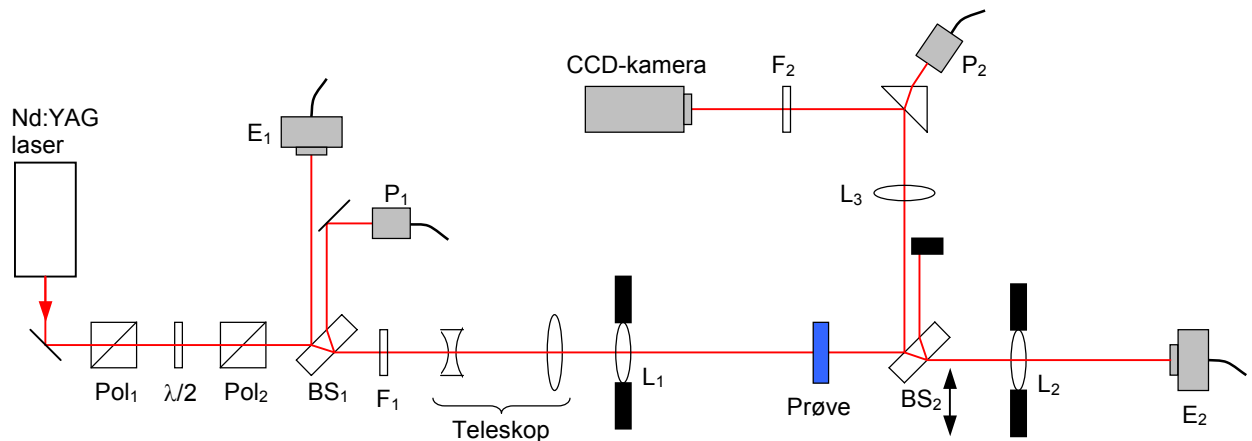 CCD-kamera
F2
P2
Nd:YAG
laser
E1
P1
L3
Pol1
λ/2
Pol2
BS1
F1
L1
Prøve
BS2
L2
E2
Teleskop